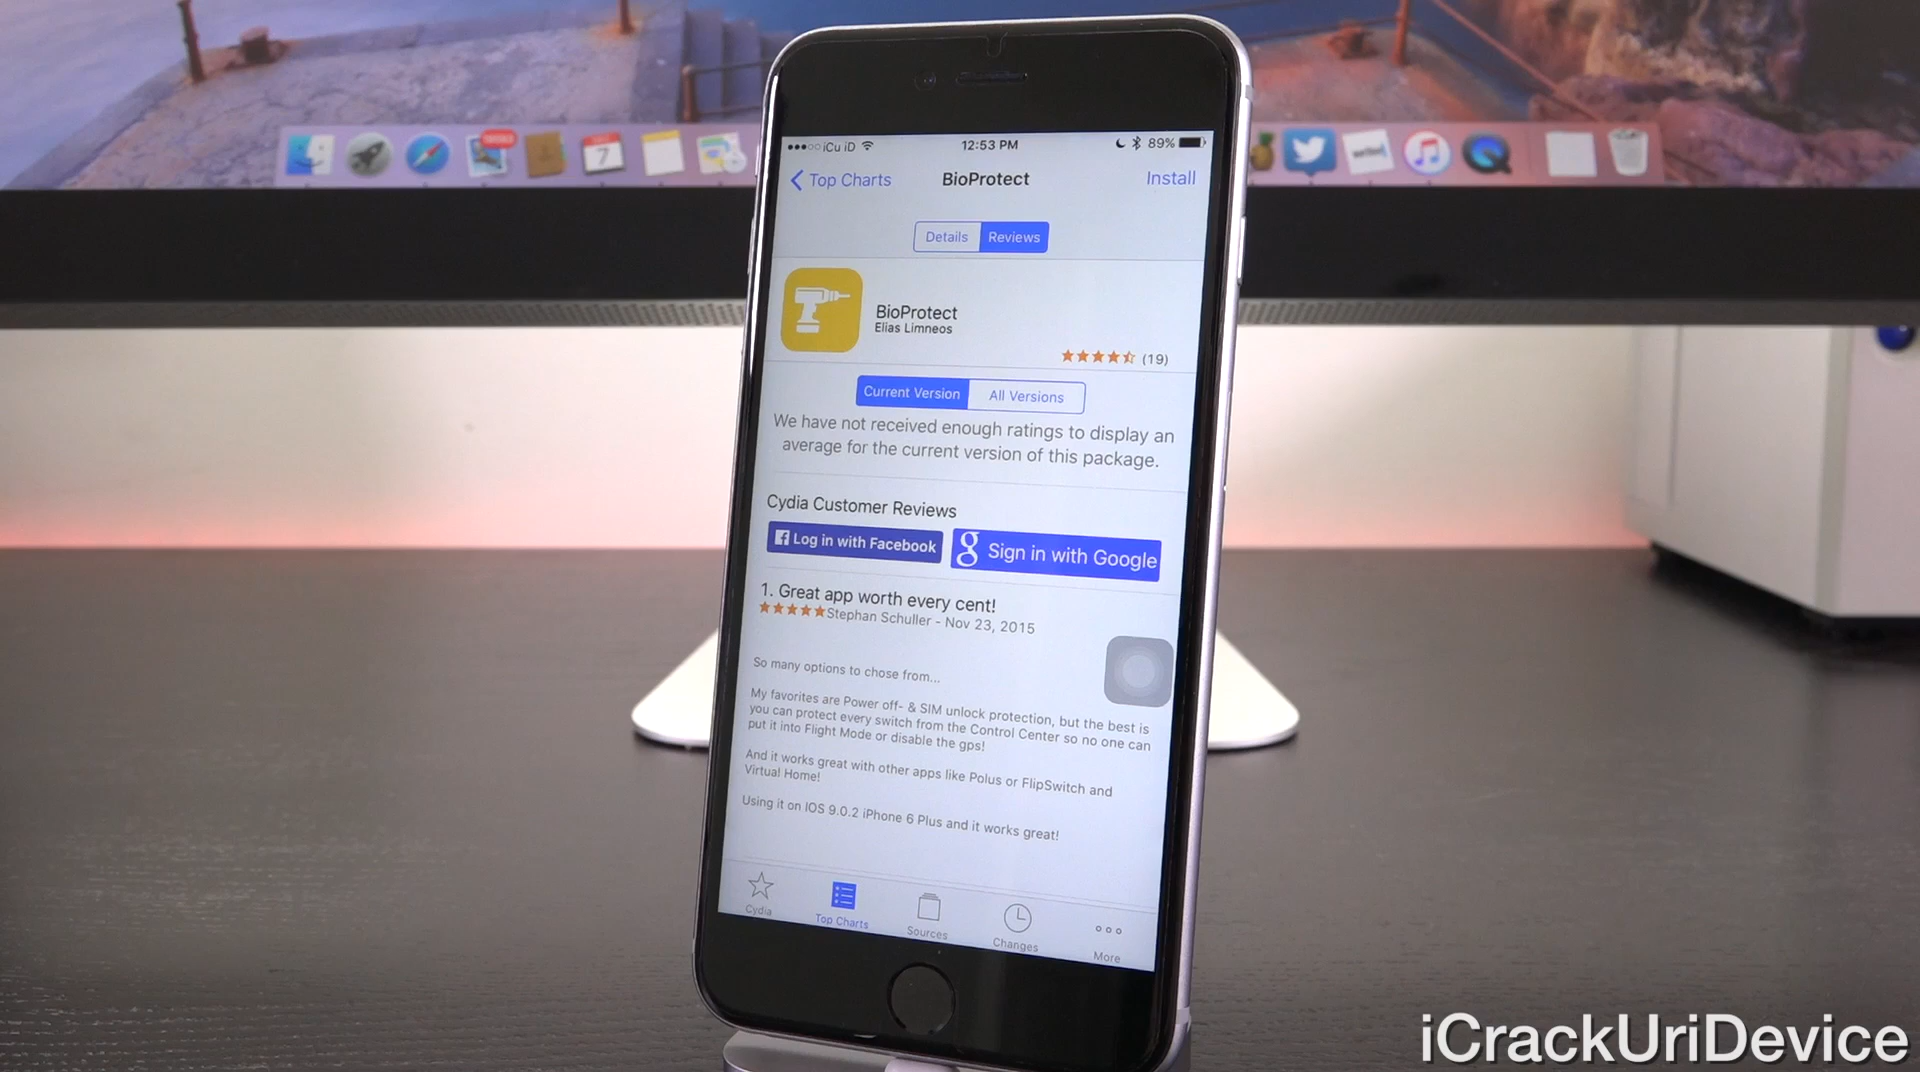 7
iCu iD 12:53 PM 89%
Top Charts BioProtect Install
Details Reviews
BioProtect
Elias Limneos
(19)
Current Version All Versions
We have not received enough ratings to display an
average for the current version of this package.
Cydia Customer Reviews
Log in with Facebook g Sign in with Google
1. Great app worth every cent!
Stephan Schuller - Nov 23, 2015
So many options to chose from...
My favorites are Power off- & SIM unlock protection, but the best is
you can protect every switch from the Control Center so no one can
put it into Flight Mode or disable the gps!
And it works great with other apps like Polus or FlipSwitch and
Virtual Home!
Using it on IOS 9.0.2 iPhone 6 Plus and it works great!
Cydia Top Charts Sources Changes More
iCrackUriDevice